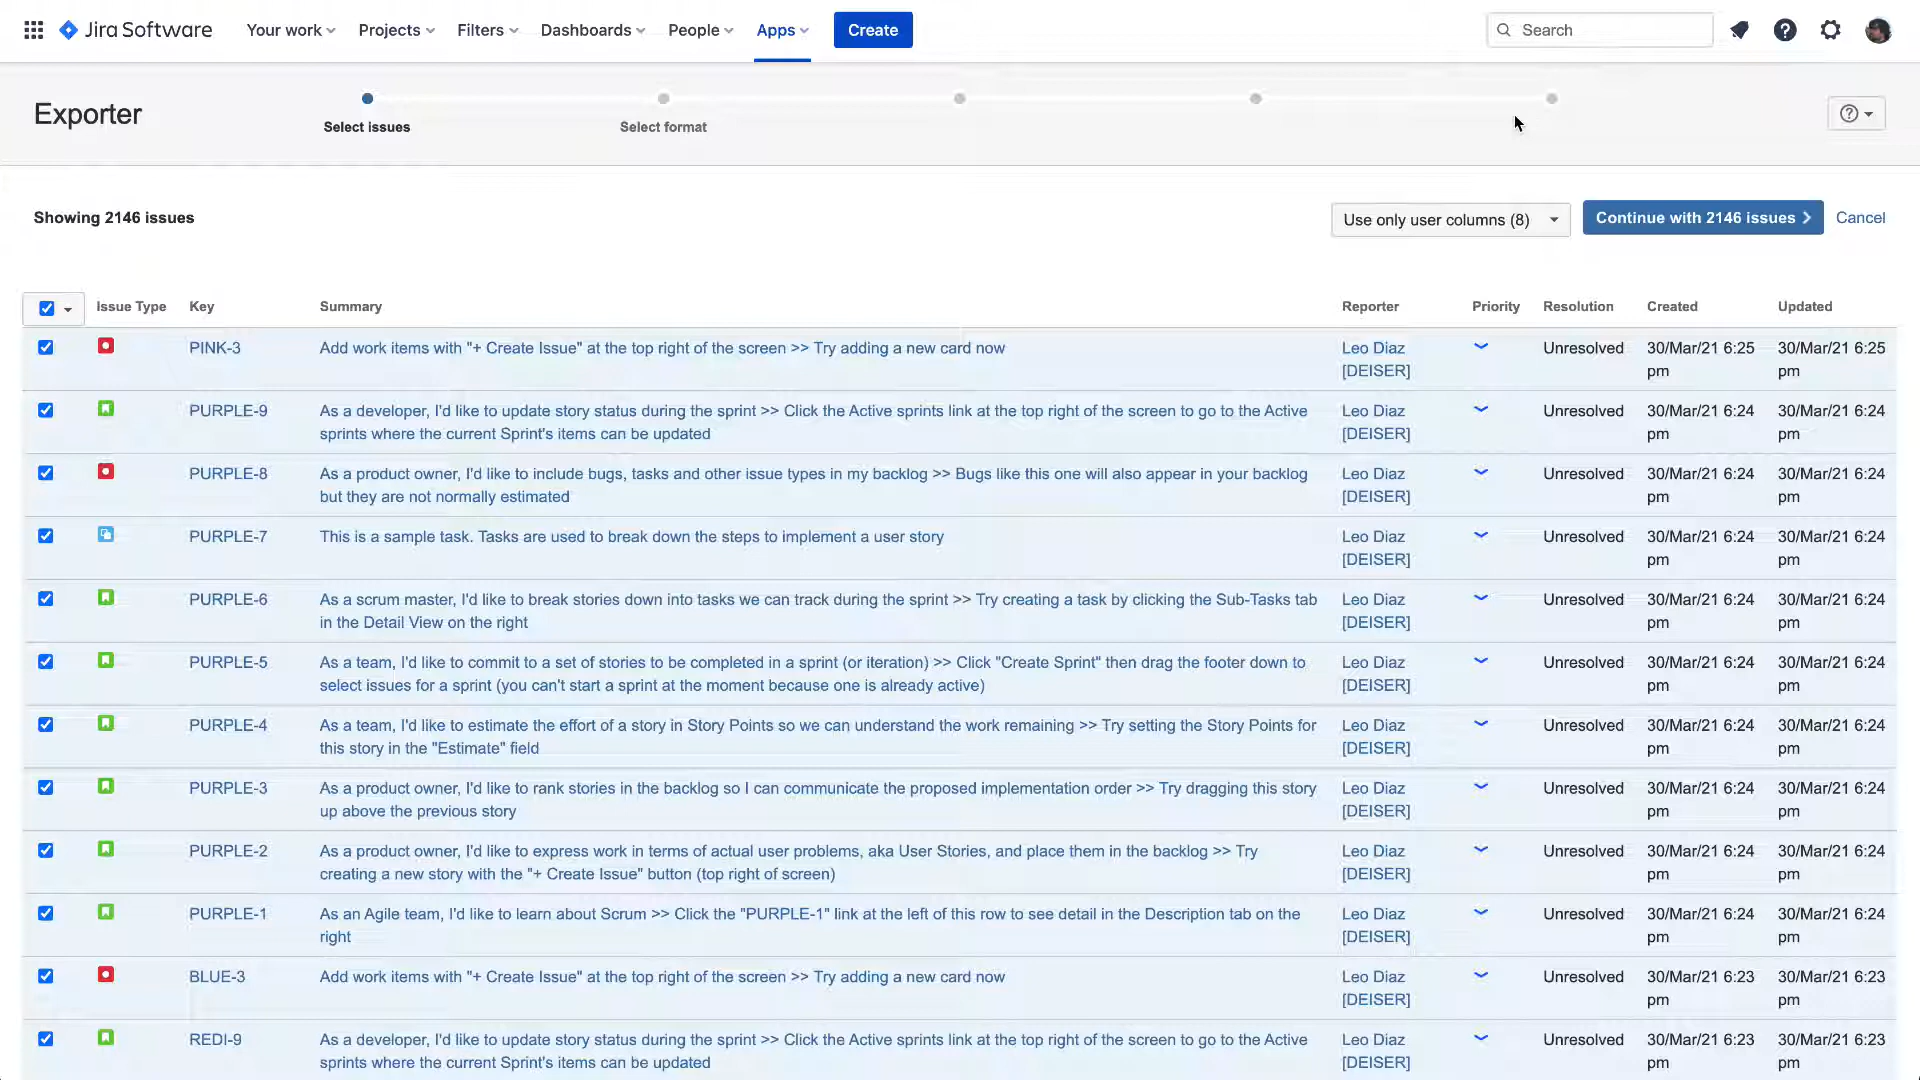 Jira Software Your work Projects Filters Dashboards People Apps Create Search
Exporter
Select issues Select format
Showing 2146 issues Use only user columns (8) Continue with 2146 issues Cancel
Issue Type Key Summary Reporter Priority Resolution Created Updated
PINK-3 Add work items with "+ Create Issue" at the top right of the screen >> Try adding a new card now Leo Diaz Unresolved 30/Mar/21 6:25 30/Mar/21 6:25
[DEISER] pm pm
PURPLE-9 As a developer, I'd like to update story status during the sprint >> Click the Active sprints link at the top right of the screen to go to the Active Leo Diaz Unresolved 30/Mar/21 6:24 30/Mar/21 6:24
sprints where the current Sprint's items can be updated [DEISER] pm pm
PURPLE-8 As a product owner, I'd like to include bugs, tasks and other issue types in my backlog >> Bugs like this one will also appear in your backlog Leo Diaz Unresolved 30/Mar/21 6:24 30/Mar/21 6:24
but they are not normally estimated [DEISER] pm pm
PURPLE-7 This is a sample task. Tasks are used to break down the steps to implement a user story Leo Diaz Unresolved 30/Mar/21 6:24 30/Mar/21 6:24
[DEISER] pm pm
PURPLE-6 As a scrum master, I'd like to break stories down into tasks we can track during the sprint >> Try creating a task by clicking the Sub-Tasks tab Leo Diaz Unresolved 30/Mar/21 6:24 30/Mar/21 6:24
in the Detail View on the right [DEISER] pm pm
PURPLE-5 As a team, I'd like to commit to a set of stories to be completed in a sprint (or iteration) >> Click "Create Sprint" then drag the footer down to Leo Diaz Unresolved 30/Mar/21 6:24 30/Mar/21 6:24
select issues for a sprint (you can't start a sprint at the moment because one is already active) [DEISER] pm pm
PURPLE-4 As a team, I'd like to estimate the effort of a story in Story Points so we can understand the work remaining >> Try setting the Story Points for Leo Diaz Unresolved 30/Mar/21 6:24 30/Mar/21 6:24
this story in the "Estimate" field [DEISER] pm pm
PURPLE-3 As a product owner, I'd like to rank stories in the backlog so I can communicate the proposed implementation order >> Try dragging this story Leo Diaz Unresolved 30/Mar/21 6:24 30/Mar/21 6:24
up above the previous story [DEISER] pm pm
PURPLE-2 As a product owner, I'd like to express work in terms of actual user problems, aka User Stories, and place them in the backlog >> Try Leo Diaz Unresolved 30/Mar/21 6:24 30/Mar/21 6:24
creating a new story with the "+ Create Issue" button (top right of screen) [DEISER] pm pm
PURPLE-1 As an Agile team, I'd like to learn about Scrum >> Click the "PURPLE-1" link at the left of this row to see detail in the Description tab on the Leo Diaz Unresolved 30/Mar/21 6:24 30/Mar/21 6:24
right [DEISER] pm pm
BLUE-3 Add work items with "+ Create Issue" at the top right of the screen >> Try adding a new card now Leo Diaz Unresolved 30/Mar/21 6:23 30/Mar/21 6:23
[DEISER] pm pm
REDI-9 As a developer, I'd like to update story status during the sprint >> Click the Active sprints link at the top right of the screen to go to the Active Leo Diaz Unresolved 30/Mar/21 6:23 30/Mar/21 6:23
sprints where the current Sprint's items can be updated [DEISER] pm pm